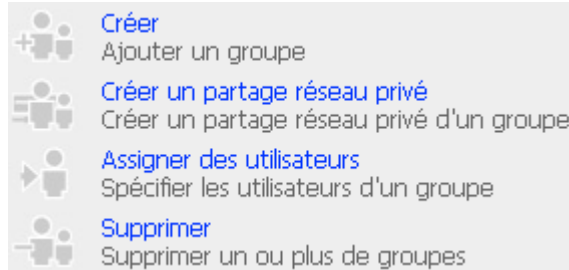 Créer
Ajouter un groupe
Créer un partage réseau privé
Créer un partage réseau privé d'un groupe
Assigner des utilisateurs
Spécifier les utilisateurs d'un groupe
Supprimer
Supprimer un ou plus de groupes